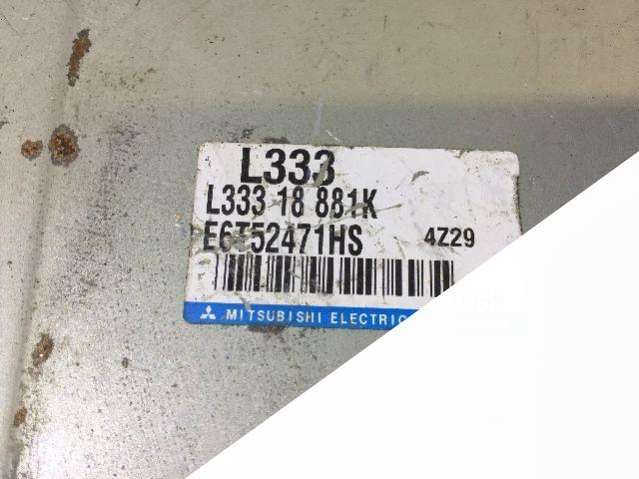 L333
L333 18 881K
E6T52471HS 4Z29
MITSUBISHI ELECTRIC